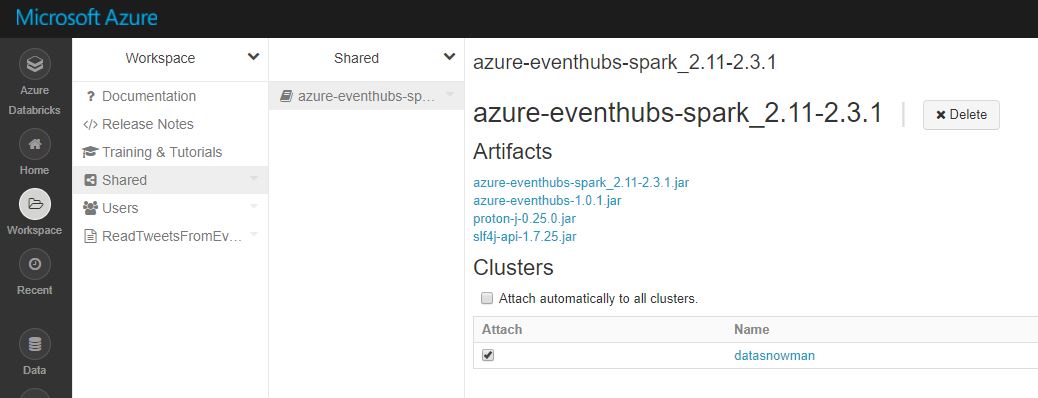 Microsoft Azure
Azure
Databricks
Home
Workspace
Recent
Data
Workspace
? Documentation
</> Release Notes
Training & Tutorials
Shared
Users
ReadTweetsFromEv...
Shared
azure-eventhubs-sp...
azure-eventhubs-spark_2.11-2.3.1
azure-eventhubs-spark_2.11-2.3.1
Delete
Artifacts
azure-eventhubs-spark_2.11-2.3.1.jar
azure-eventhubs-1.0.1.jar
proton-j-0.25.0.jar
slf4j-api-1.7.25.jar
Clusters
Attach automatically to all clusters.
Attach Name
datasnowman